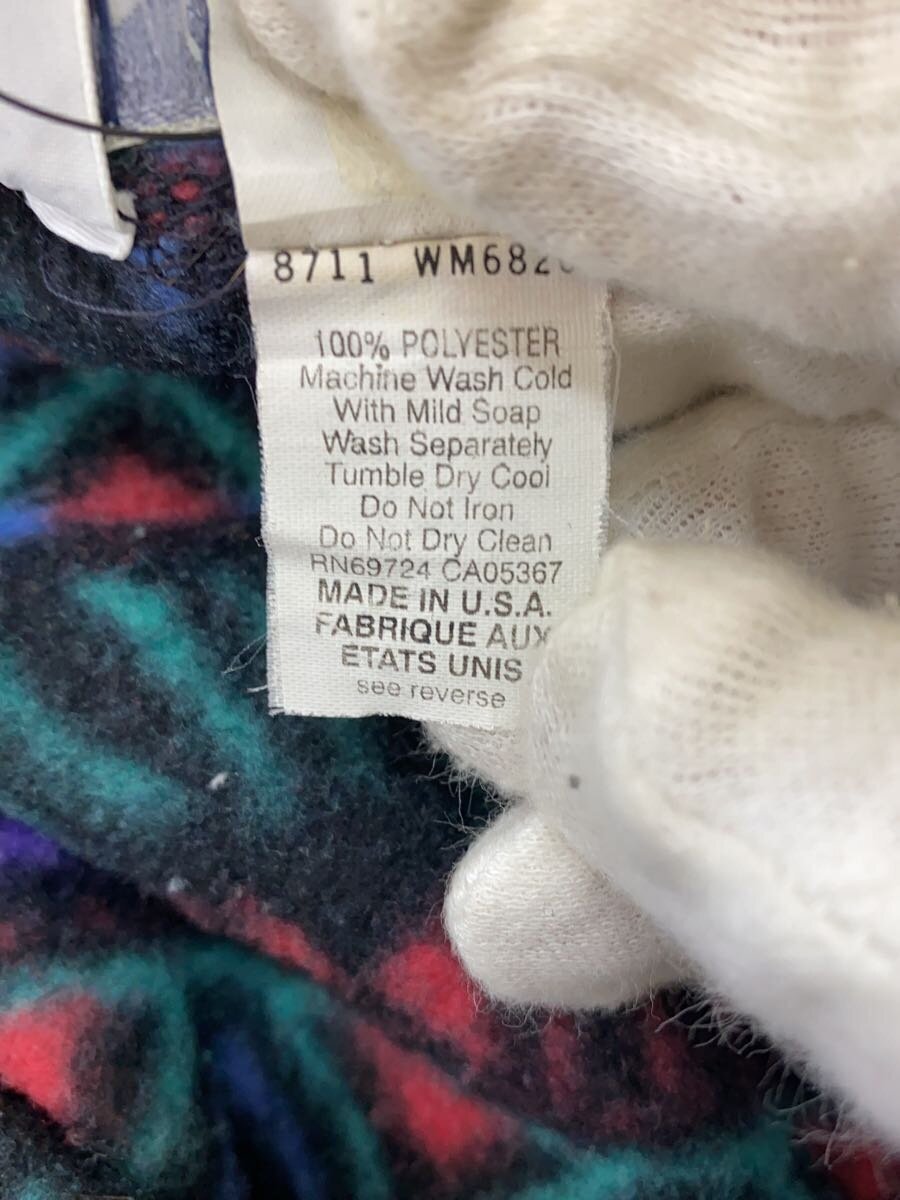 8711
100% POLYESTER
Machine Wash Cold
With Mild Soap
Wash Separately
Tumble Dry Cool
Do Not Iron
Do Not Dry Clean
RN69724 CA05367
MADE IN U.S.A.
FABRIQUE AUX
ETATS UNIS
see reverse